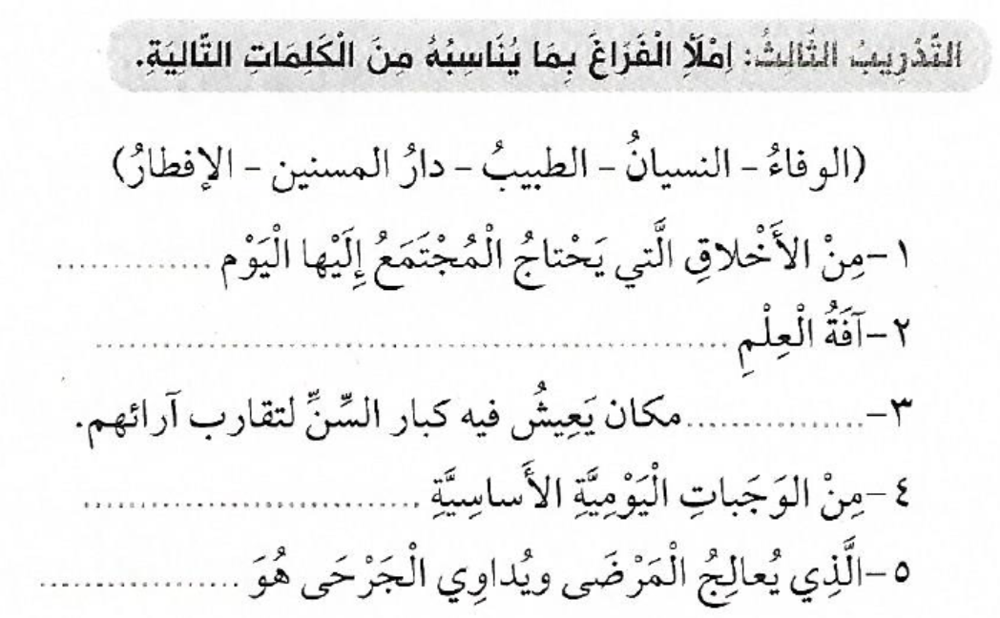 التَّدْرِيبُ الثَّالِثُ: اِمْلَأِ الْفَرَاغَ بِمَا يُنَاسِبُهُ مِنَ الْكَلِمَاتِ التَّالِيَةِ.
(الوفاءُ - النسيانُ - الطبيبُ - دارُ المسنين - الإفطارُ)
١- مِنْ الأَخْلاقِ الَّتي يَحْتاجُ الْمُجْتَمَعُ إِلَيْها الْيَوْم ..............
٢- آفَةُ الْعِلْمِ ..............................................
٣- ................ مكان يَعِيشُ فيه كبار السِّنِّ لتقارب آرائهم.
٤- مِنْ الوَجَباتِ الْيَوْمِيَّةِ الأَساسِيَّةِ ..............................
٥- الَّذِي يُعالِجُ الْمَرْضَى ويُداوِي الْجَرْحَى هُوَ ..................